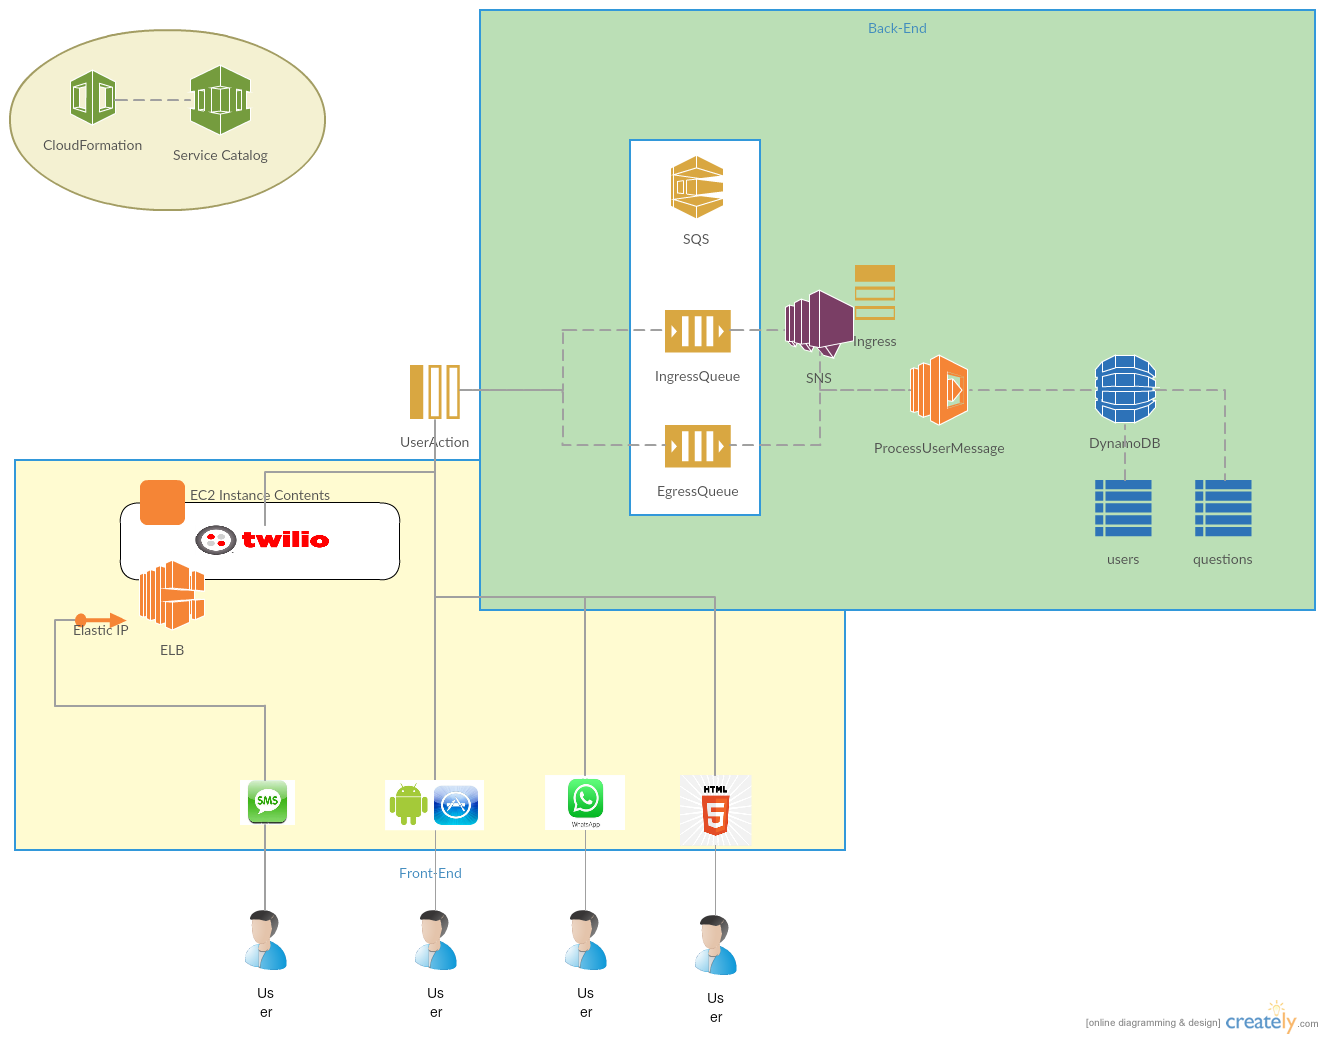 Back-End
CloudFormation
Service Catalog
SQS
IngressQueue
SNS
Ingress
UserAction
EgressQueue
ProcessUserMessage
DynamoDB
users
questions
EC2 Instance Contents
twilio
Elastic IP
ELB
SMS
WhatsApp
HTML
5
Front-End
Us
er
Us
er
Us
er
Us
er
[online diagramming & design] creately.com